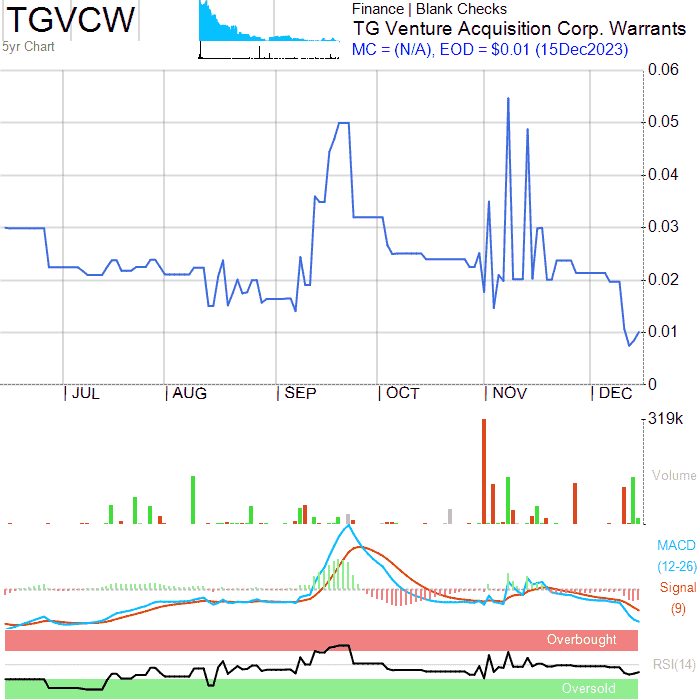 TGVCW
5yr Chart
Finance | Blank Checks
TG Venture Acquisition Corp. Warrants
MC = (N/A), EOD = $0.01 (15Dec2023)
0.06
0.05
0.04
0.03
0.02
0.01
0
JUL AUG SEP OCT NOV DEC
319k
Volume
MACD
(12-26)
Signal
(9)
Overbought
RSI(14)
Oversold